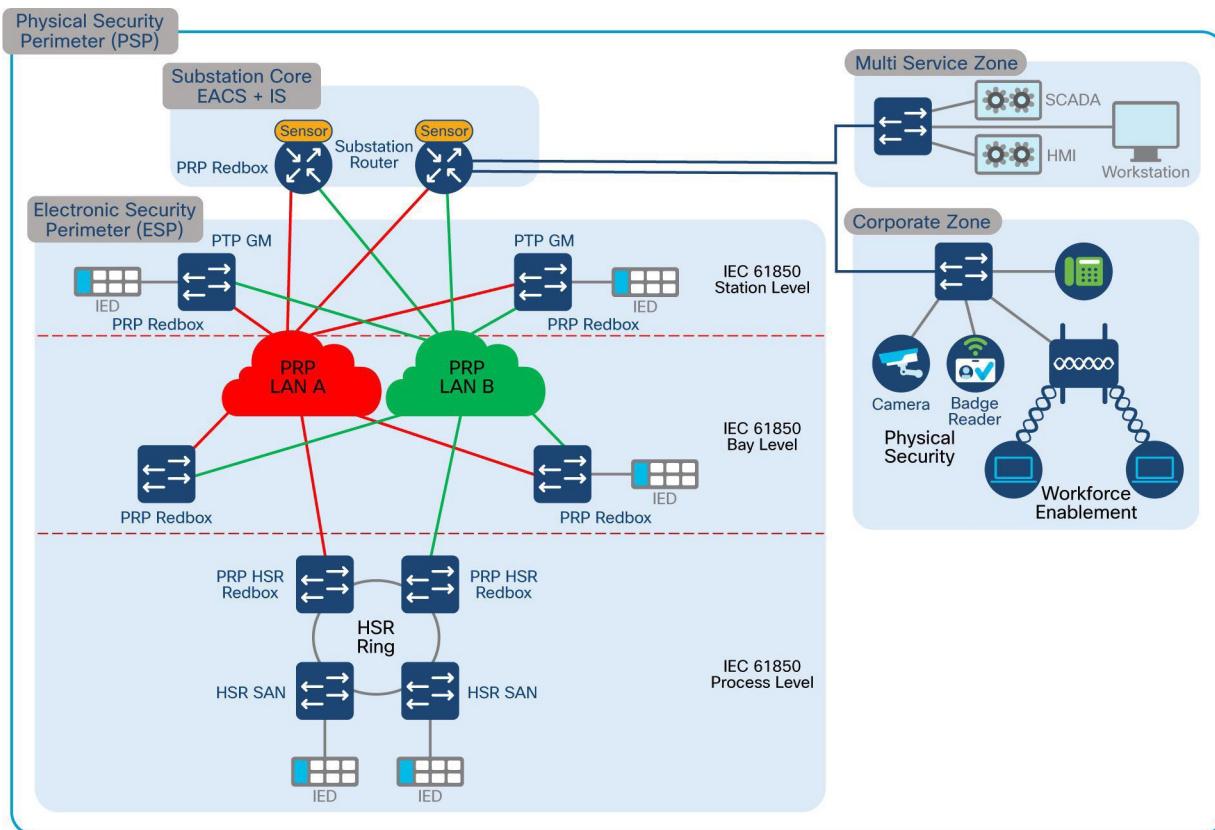 Physical Security
Perimeter (PSP)
Substation Core
EACS + IS
Sensor
Sensor
PRP Redbox
Substation
Router
Multi Service Zone
SCADA
HMI
Workstation
Electronic Security
Perimeter (ESP)
PTP GM
PTP GM
IED
IED
PRP Redbox
PRP Redbox
IEC 61850
Station Level
Corporate Zone
Camera
Badge
Reader
Physical
Security
Workforce
Enablement
PRP
LAN A
PRP
LAN B
IEC 61850
Bay Level
IED
PRP Redbox
PRP Redbox
PRP HSR
Redbox
PRP HSR
Redbox
HSR
Ring
HSR SAN
HSR SAN
IEC 61850
Process Level
IED
IED